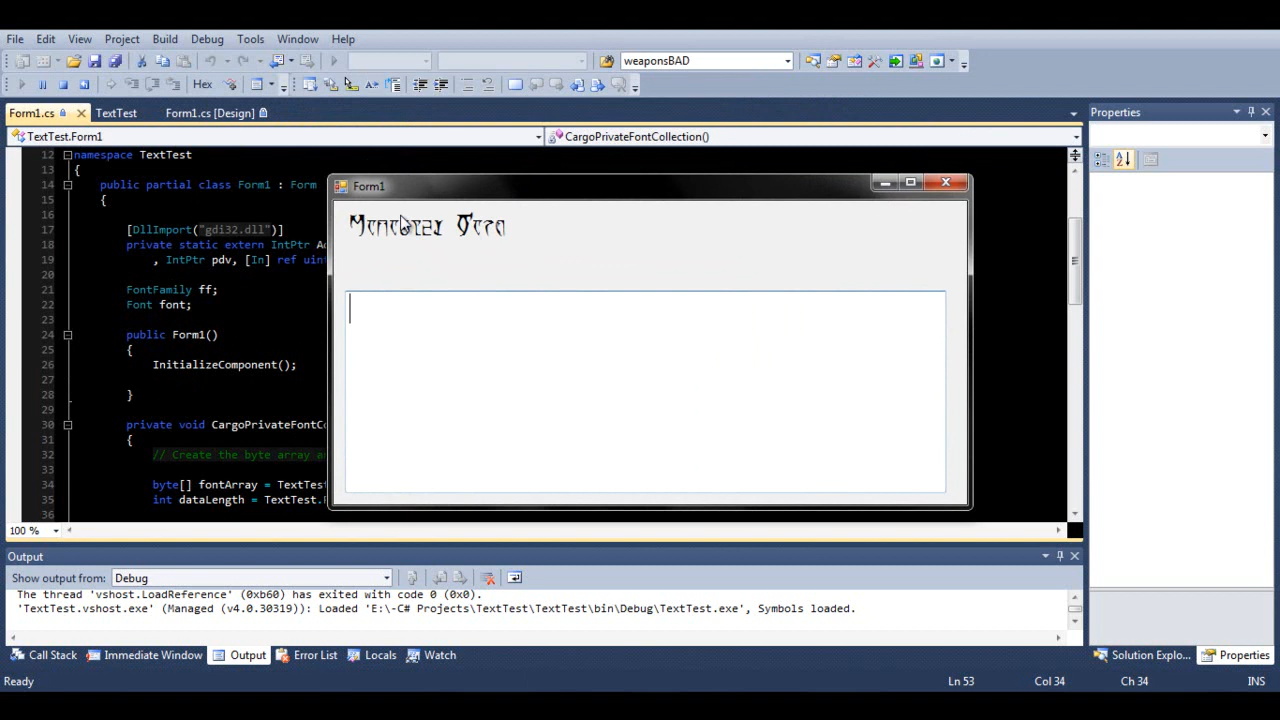 File Edit View Project Build Debug Tools Window Help
weaponsBAD
Hex
Form1.cs TextTest Form1.cs [Design]
Properties
TextTest.Form1 CargoPrivateFontCollection()
12 namespace TextTest
13 {
14 public partial class Form1 : Form
15 {
16
17 [DllImport("gdi32.dll")]
18 private static extern IntPtr
19 , IntPtr pdv, [In] ref
20
21 FontFamily ff;
22 Font font;
23
24 public Form1()
25 {
26 InitializeComponent();
27
28 }
29
30 private void
31 {
32 // Create the byte array
33
34 byte[] fontArray =
35 int dataLength =
36
Form1
100 %
Output
Show output from: Debug
The thread 'vshost.LoadReference' (0xb60) has exited with code 0 (0x0).
'TextTest.vshost.exe' (Managed (v4.0.30319)): Loaded 'E:\-C# Projects\TextTest\TextTest\bin\Debug\TextTest.exe', Symbols loaded.
Call Stack Immediate Window Output Error List Locals Watch
Solution Explo... Properties
Ready Ln 53 Col 34 Ch 34 INS